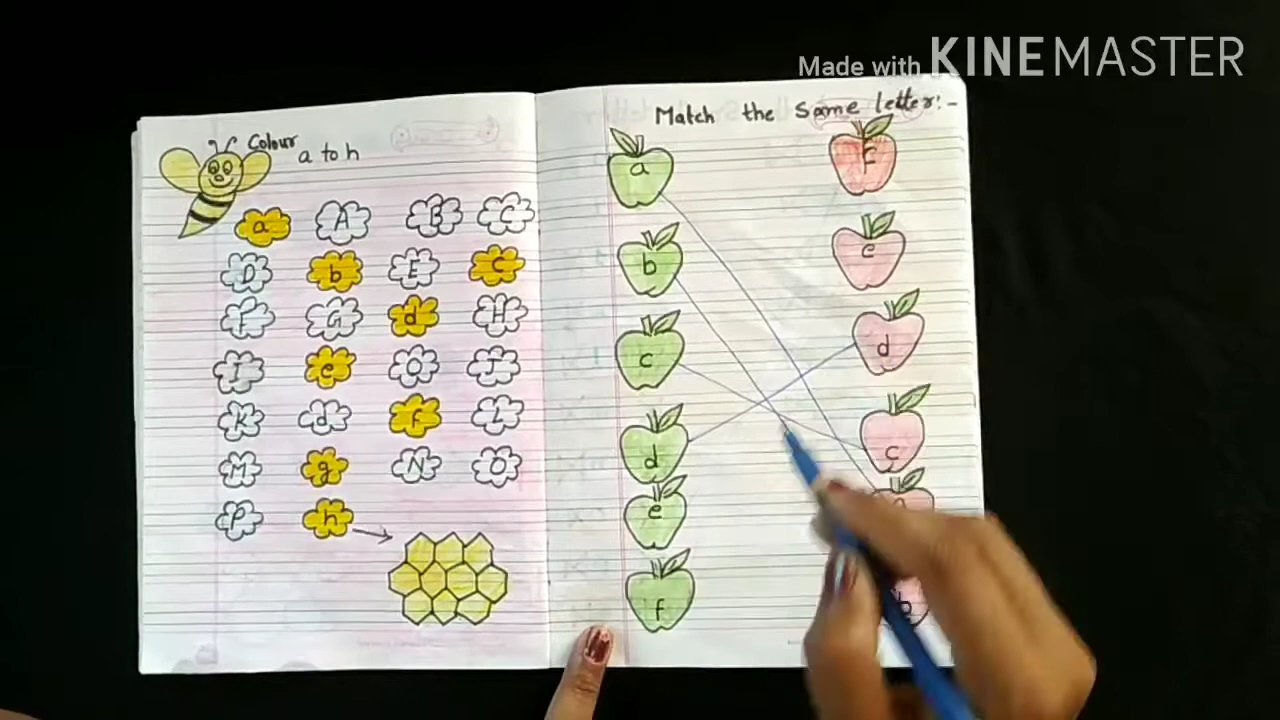 Made with KINEMASTER
Colour
a to h
a A B C
D b E c
F G d H
I e O J
K d f L
M g N O
P h
Match the Same letter:-
a f
b e
c d
d c
e a
f b